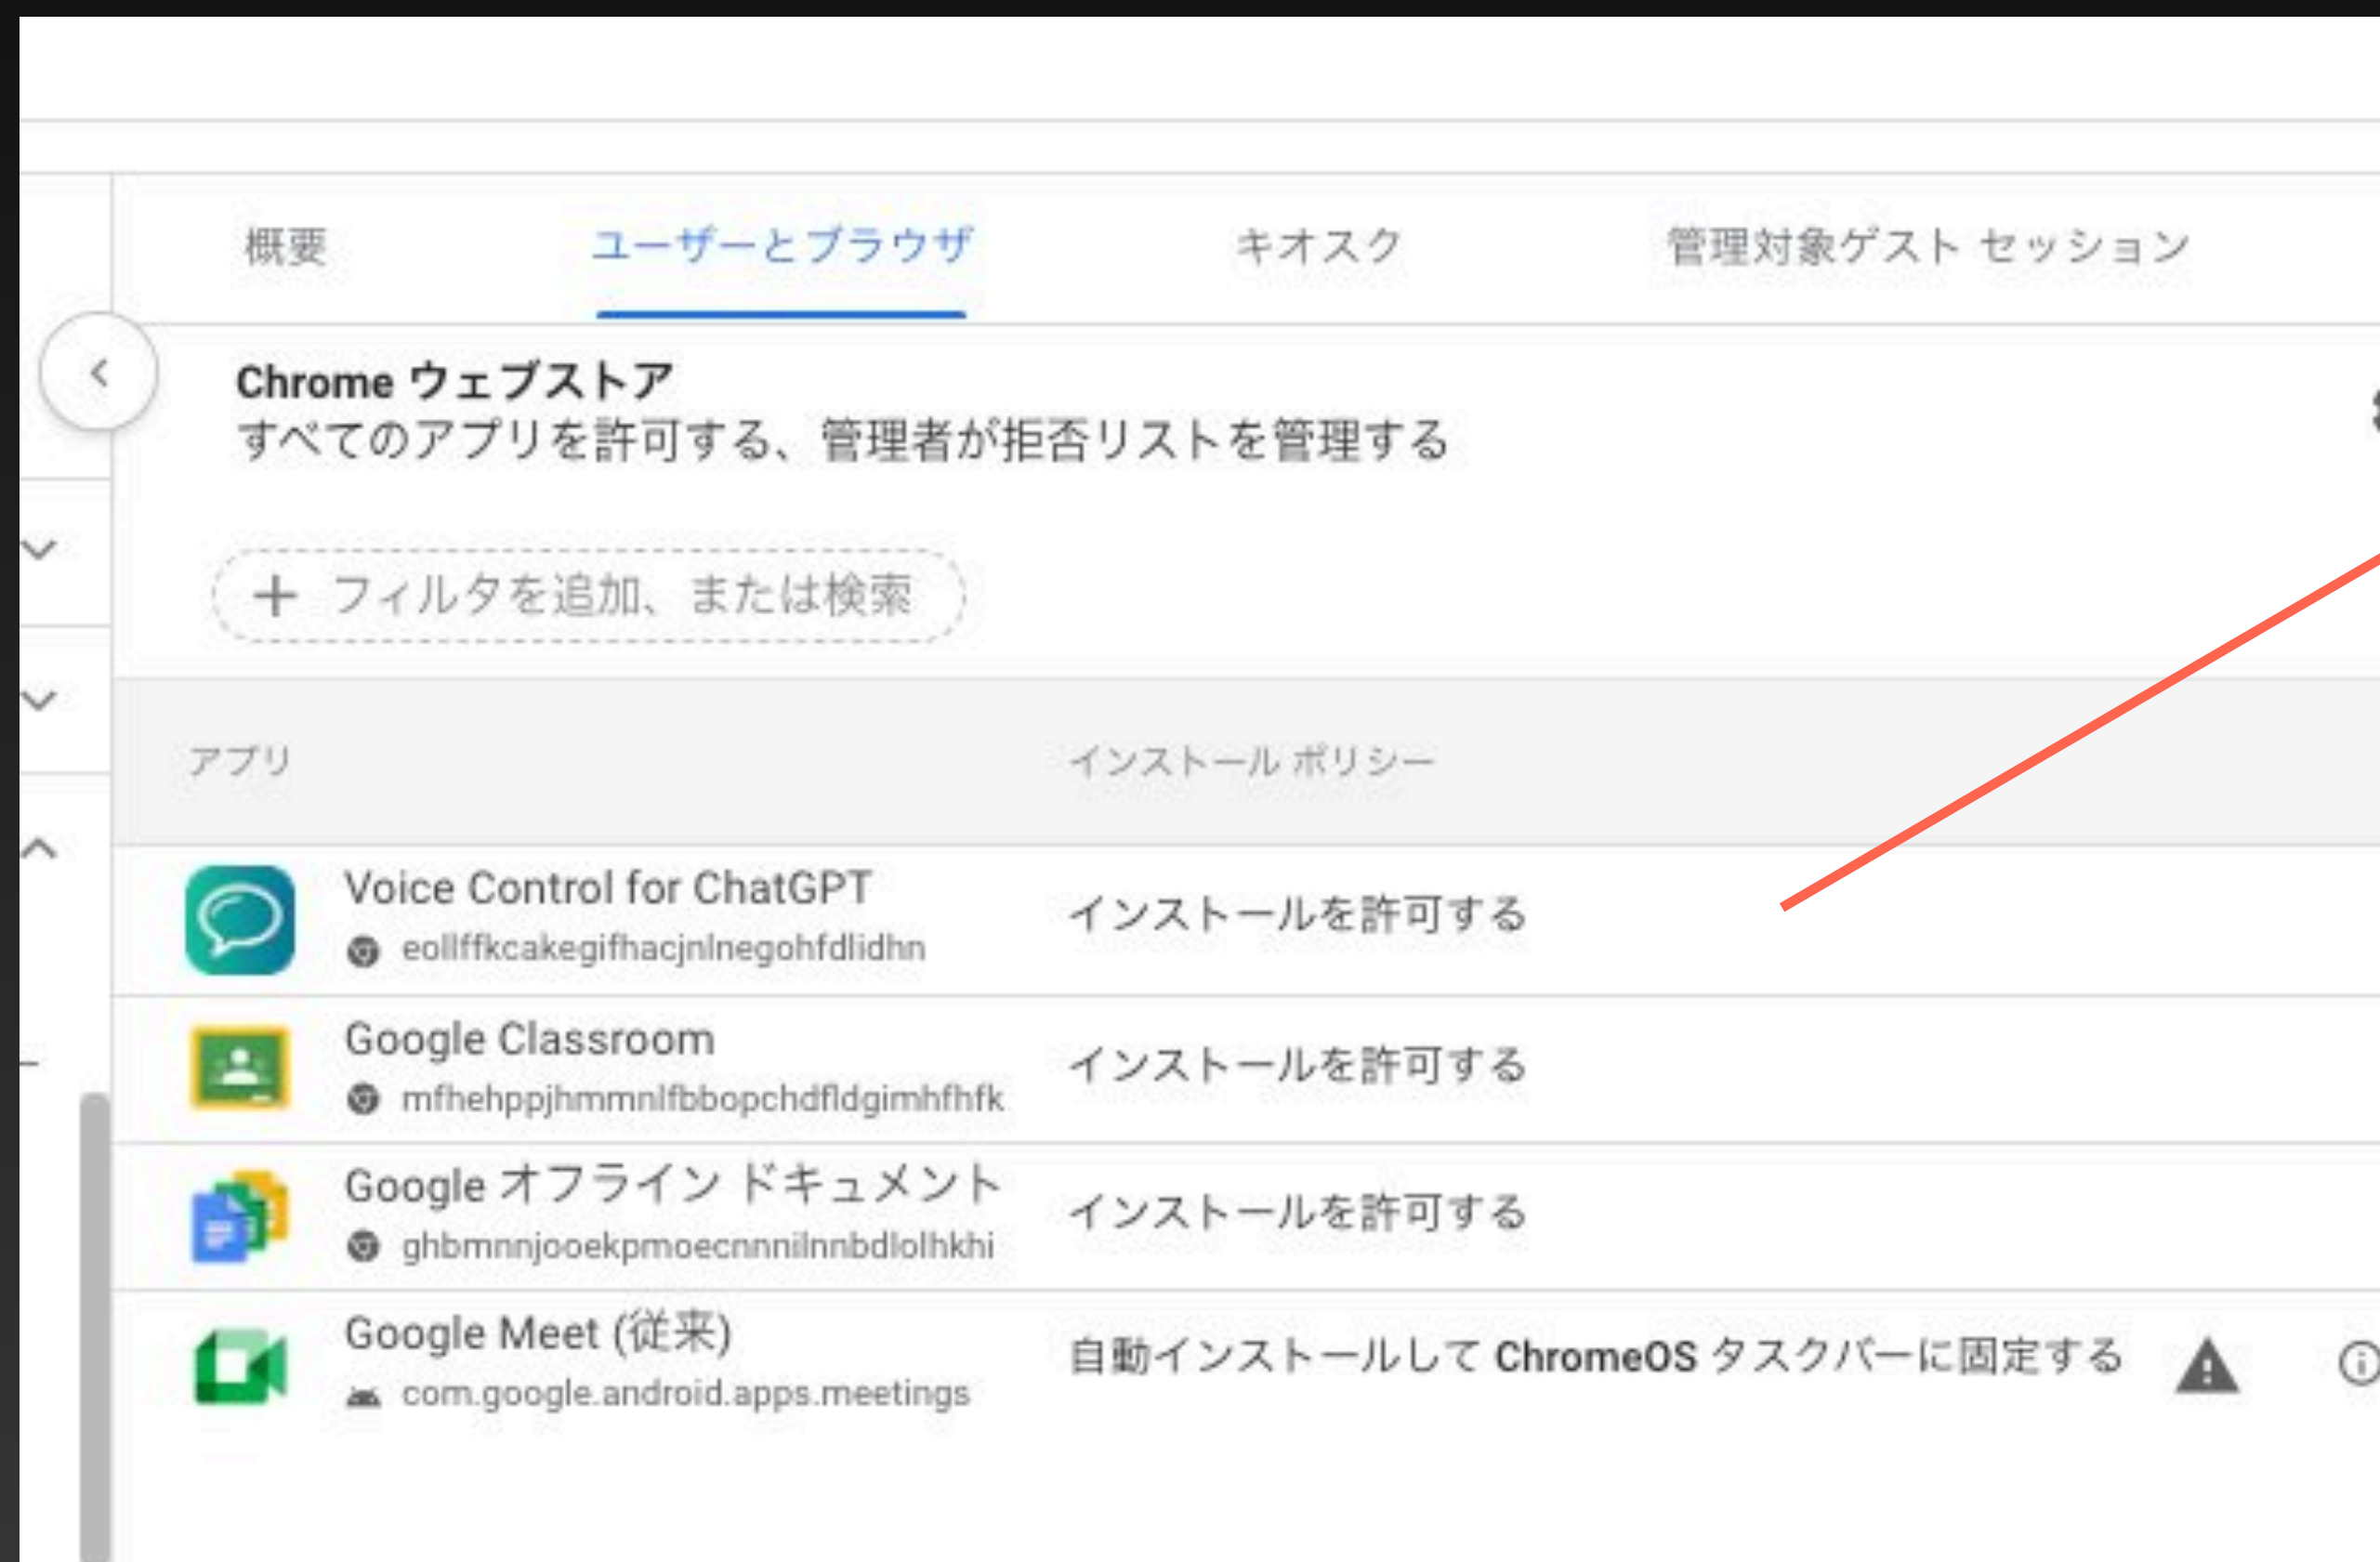 概要 ユーザーとブラウザ キオスク 管理対象ゲスト セッション
Chrome ウェブストア
すべてのアプリを許可する、管理者が拒否リストを管理する
+ フィルタを追加、または検索
アプリ インストール ポリシー
Voice Control for ChatGPT
インストールを許可する
eollffkcakegifhacjnlnegohfdlidhn
Google Classroom
インストールを許可する
mfhehppjhmmnlfbbopchdfldgimhfhfk
Google オフライン ドキュメント
インストールを許可する
ghbmnnjooekpmoecnnnilnnbdlolhkhi
Google Meet (従来)
自動インストールして ChromeOS タスクバーに固定する
com.google.android.apps.meetings